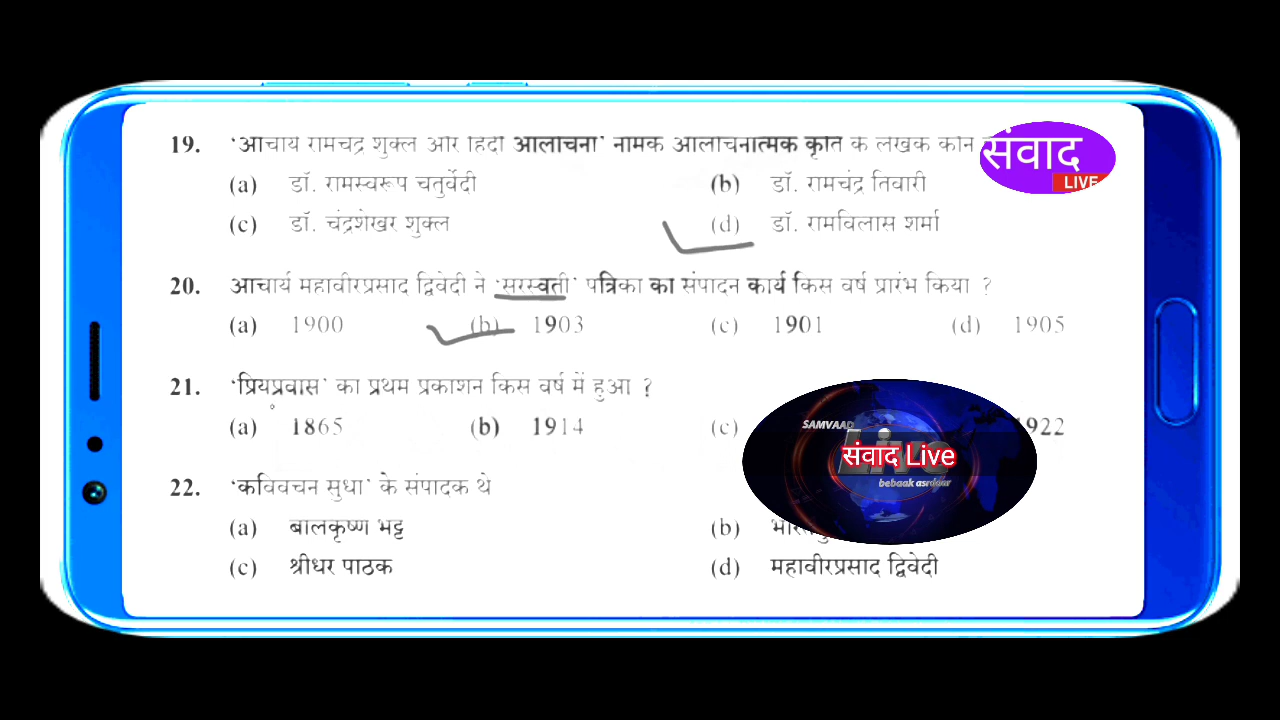 19. 'आचार्य रामचंद्र शुक्ल और हिंदी आलोचना' नामक आलोचनात्मक कृति के लेखक कौन
संवाद
LIVE
(a) डॉ. रामस्वरूप चतुर्वेदी (b) डॉ. रामचंद्र तिवारी
(c) डॉ. चंद्रशेखर शुक्ल (d) डॉ. रामविलास शर्मा
20. आचार्य महावीरप्रसाद द्विवेदी ने 'सरस्वती' पत्रिका का संपादन कार्य किस वर्ष प्रारंभ किया ?
(a) 1900 (b) 1903 (c) 1901 (d) 1905
21. 'प्रियप्रवास' का प्रथम प्रकाशन किस वर्ष में हुआ ?
(a) 1865 (b) 1914 (c) 1922
SAMVAAD
Live
संवाद Live
bebaak asrdaar
22. 'कविवचन सुधा' के संपादक थे
(a) बालकृष्ण भट्ट (b)
(c) श्रीधर पाठक (d) महावीरप्रसाद द्विवेदी